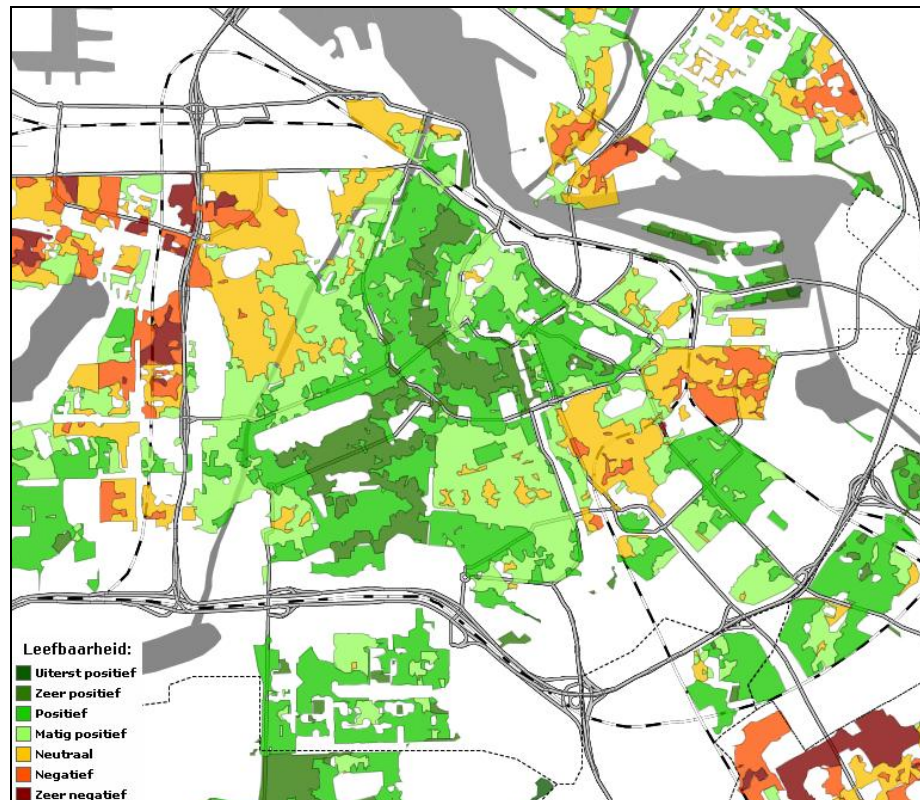 Leefbaarheid:
Uiterst positief
Zeer positief
Positief
Matig positief
Neutraal
Negatief
Zeer negatief